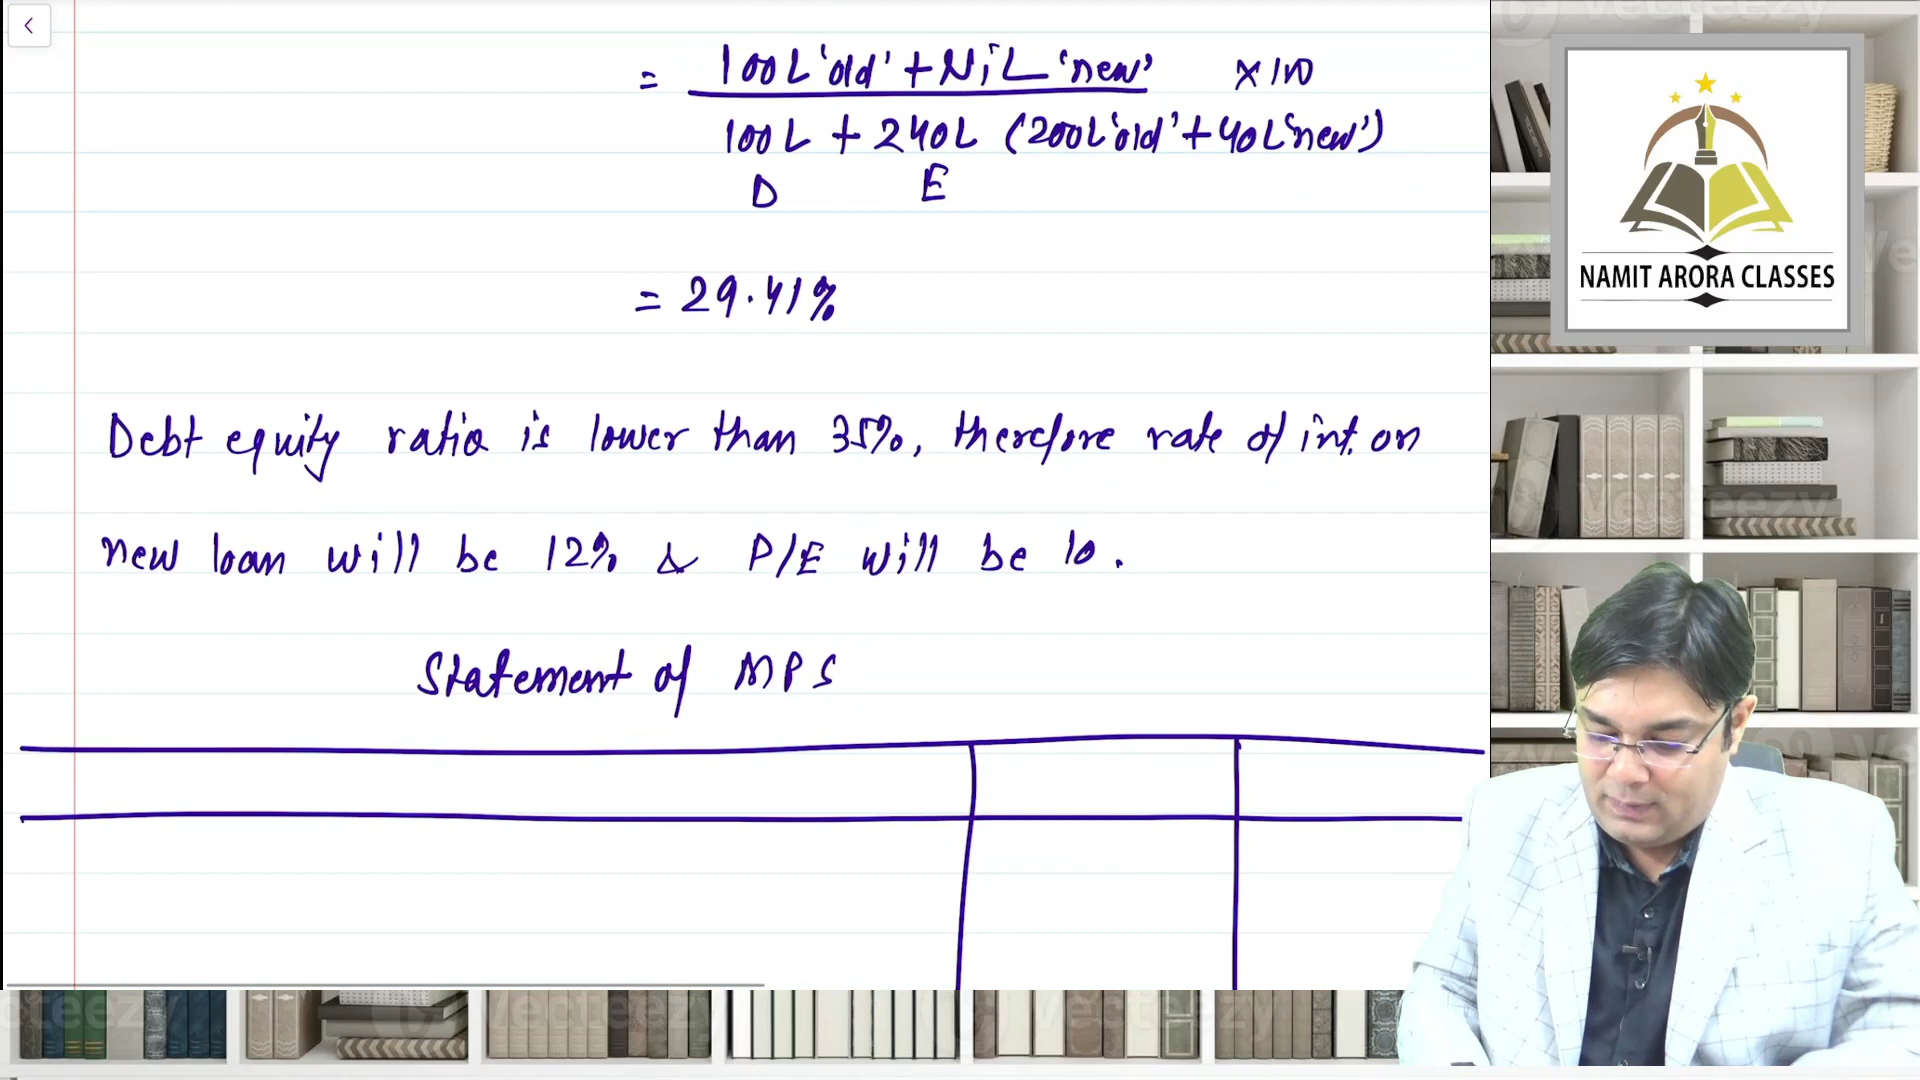 = 100L 'old' + NiL 'new' × 100
100L + 240L (200L 'old' + 40L 'new')
D E
= 29.41%
Debt equity ratio is lower than 35%, therefore rate of int. on
new loan will be 12% & P/E will be 10.
Statement of MPS
NAMIT ARORA CLASSES
vecteezy